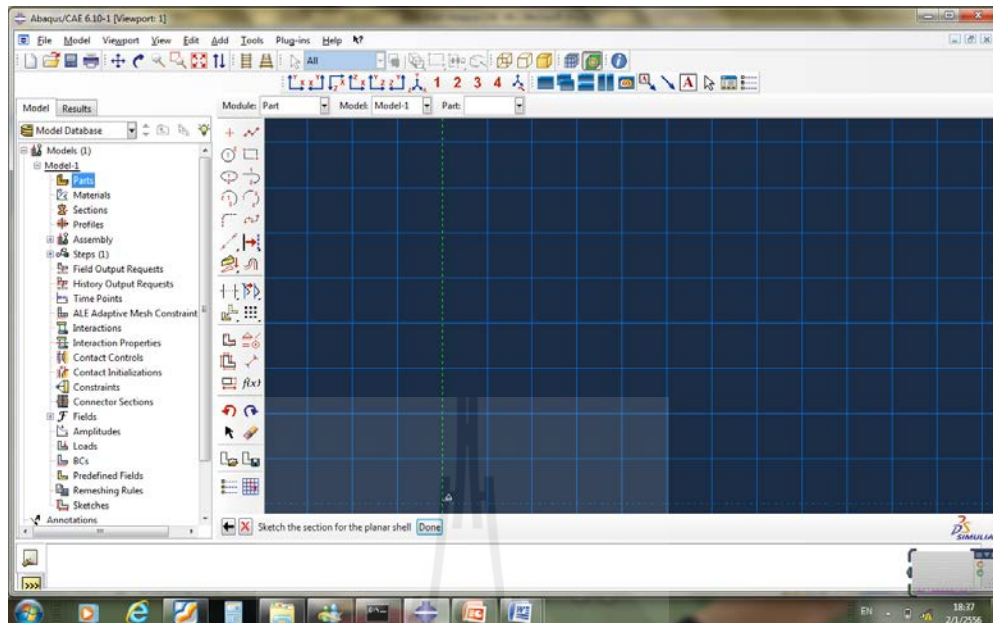 Abaqus/CAE 6.10-1 [Viewport: 1]
File Model Viewport View Edit Add Tools Plug-ins Help
All
1 2 3 4 A
Model Results
Module: Part Model: Model-1 Part:
Model Database
Models (1)
Model-1
Parts
Materials
Sections
Profiles
Assembly
Steps (1)
Field Output Requests
History Output Requests
Time Points
ALE Adaptive Mesh Constraint
Interactions
Interaction Properties
Contact Controls
Contact Initializations
Constraints
Connector Sections
Fields
Amplitudes
Loads
BCs
Predefined Fields
Remeshing Rules
Sketches
Annotations
f(x)
Sketch the section for the planar shell Done
SIMULIA
>>>
EN
18:37
2/1/2556